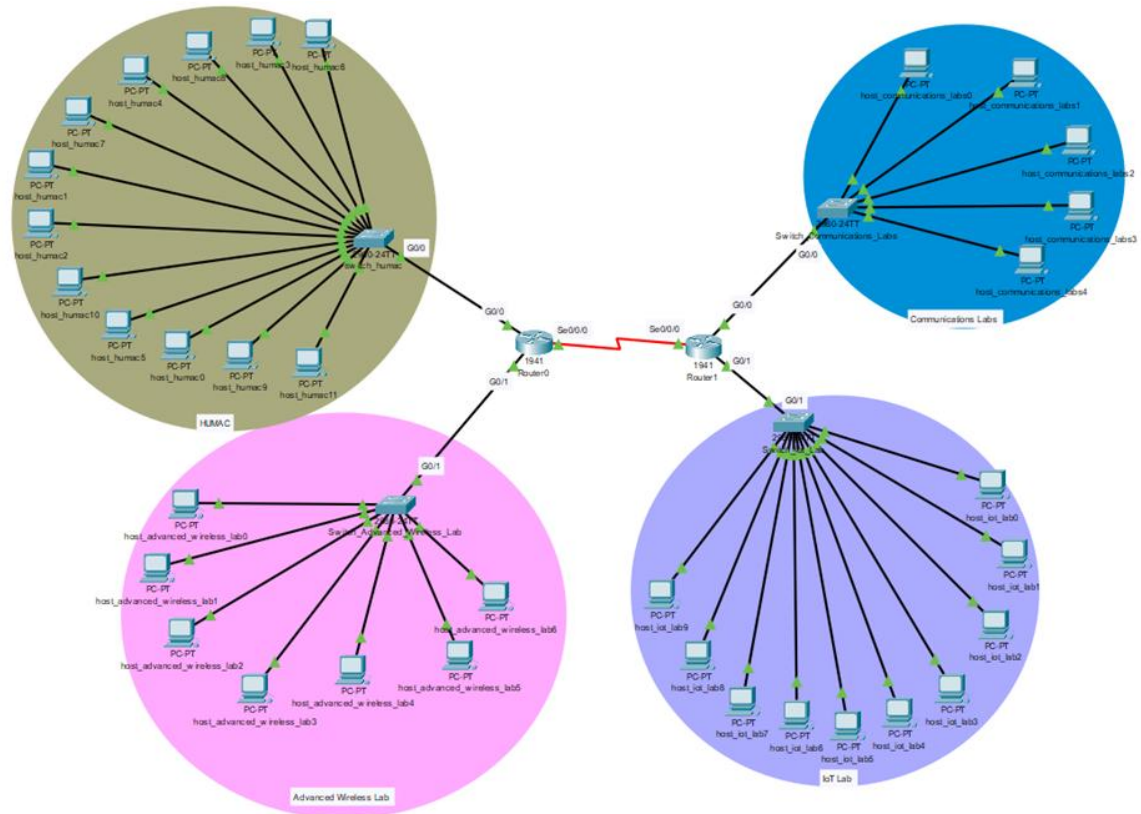 PC-PT
host_humac3
PC-PT
host_humac6
PC-PT
host_humac8
PC-PT
host_humac4
PC-PT
host_humac7
PC-PT
host_humac1
PC-PT
host_humac2
PC-PT
host_humac10
PC-PT
host_humac5
PC-PT
host_humac0
PC-PT
host_humac9
PC-PT
host_humac11
2960-24TT
Switch_humac
G0/0
HUMAC
G0/0
Se0/0/0
1941
Router0
G0/1
Se0/0/0
1941
Router1
G0/0
G0/1
PC-PT
host_communications_labs0
PC-PT
host_communications_labs1
PC-PT
host_communications_labs2
PC-PT
host_communications_labs3
PC-PT
host_communications_labs4
2960-24TT
Switch_Communications_Labs
G0/0
Communications Labs
G0/1
2960-24TT
Switch_Advanced_Wireless_Lab
PC-PT
host_advanced_wireless_lab0
PC-PT
host_advanced_wireless_lab1
PC-PT
host_advanced_wireless_lab2
PC-PT
host_advanced_wireless_lab3
PC-PT
host_advanced_wireless_lab4
PC-PT
host_advanced_wireless_lab5
PC-PT
host_advanced_wireless_lab6
Advanced Wireless Lab
G0/1
PC-PT
host_iot_lab0
PC-PT
host_iot_lab1
PC-PT
host_iot_lab2
PC-PT
host_iot_lab3
PC-PT
host_iot_lab4
PC-PT
host_iot_lab5
PC-PT
host_iot_lab6
PC-PT
host_iot_lab7
PC-PT
host_iot_lab8
PC-PT
host_iot_lab9
IoT Lab